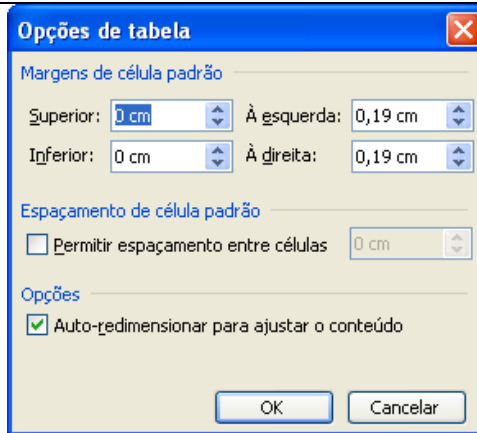 Opções de tabela
Margens de célula padrão
Superior: 0 cm À esquerda: 0,19 cm
Inferior: 0 cm À direita: 0,19 cm
Espaçamento de célula padrão
Permitir espaçamento entre células 0 cm
Opções
Auto-redimensionar para ajustar o conteúdo
OK Cancelar